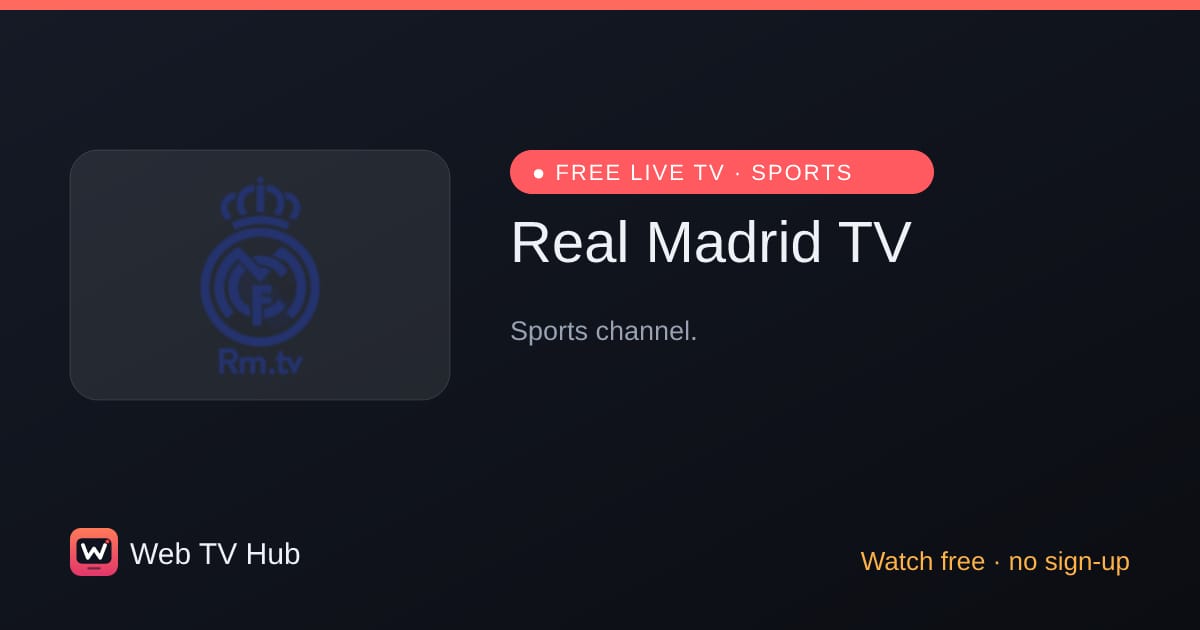 FREE LIVE TV · SPORTS
Real Madrid TV
Sports channel.
Rm.tv
Web TV Hub
Watch free · no sign-up